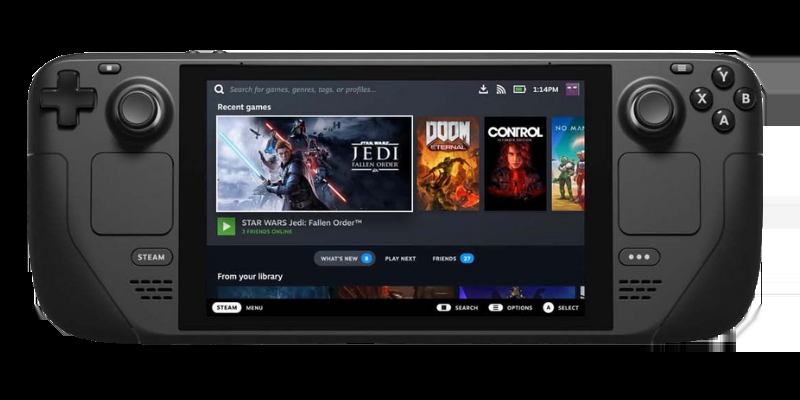 Search for games, genres, tags, or profiles...
1:14PM
Recent games
STAR WARS
JEDI
FALLEN ORDER
DOOM
ETERNAL
CONTROL
ULTIMATE EDITION
NO MAN
STAR WARS Jedi: Fallen Order™
3 FRIENDS ONLINE
WHAT'S NEW 8 PLAY NEXT FRIENDS 27
From your library
STEAM MENU SEARCH OPTIONS A SELECT
STEAM
Y
X
B
A